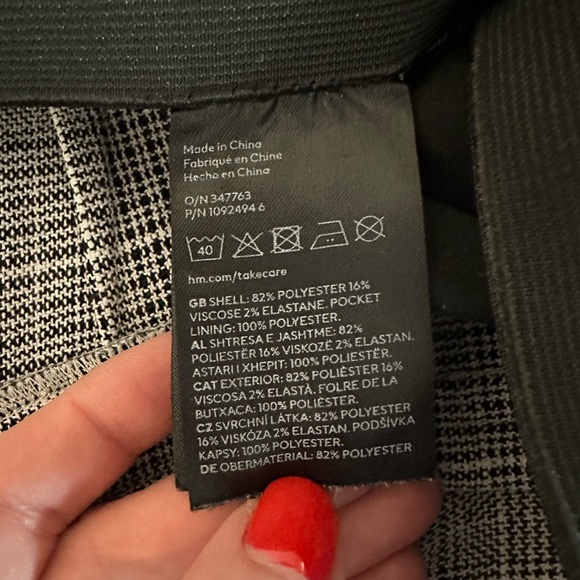 Made in China
Fabriqué en Chine
Hecho en China
O/N 347763
P/N 1092494 6
40
hm.com/takecare
GB SHELL: 82% POLYESTER 16%
VISCOSE 2% ELASTANE. POCKET
LINING: 100% POLYESTER.
AL SHTRESA E JASHTME: 82%
POLIESTËR 16% VISKOZË 2% ELASTAN.
ASTARI I XHEPIT: 100% POLIESTËR.
CAT EXTERIOR: 82% POLIÈSTER 16%
VISCOSA 2% ELASTÀ. FOLRE DE LA
BUTXACA: 100% POLIÈSTER.
CZ SVRCHNÍ LÁTKA: 82% POLYESTER
16% VISKÓZA 2% ELASTAN. PODŠÍVKA
KAPSY: 100% POLYESTER.
DE OBERMATERIAL: 82% POLYESTER